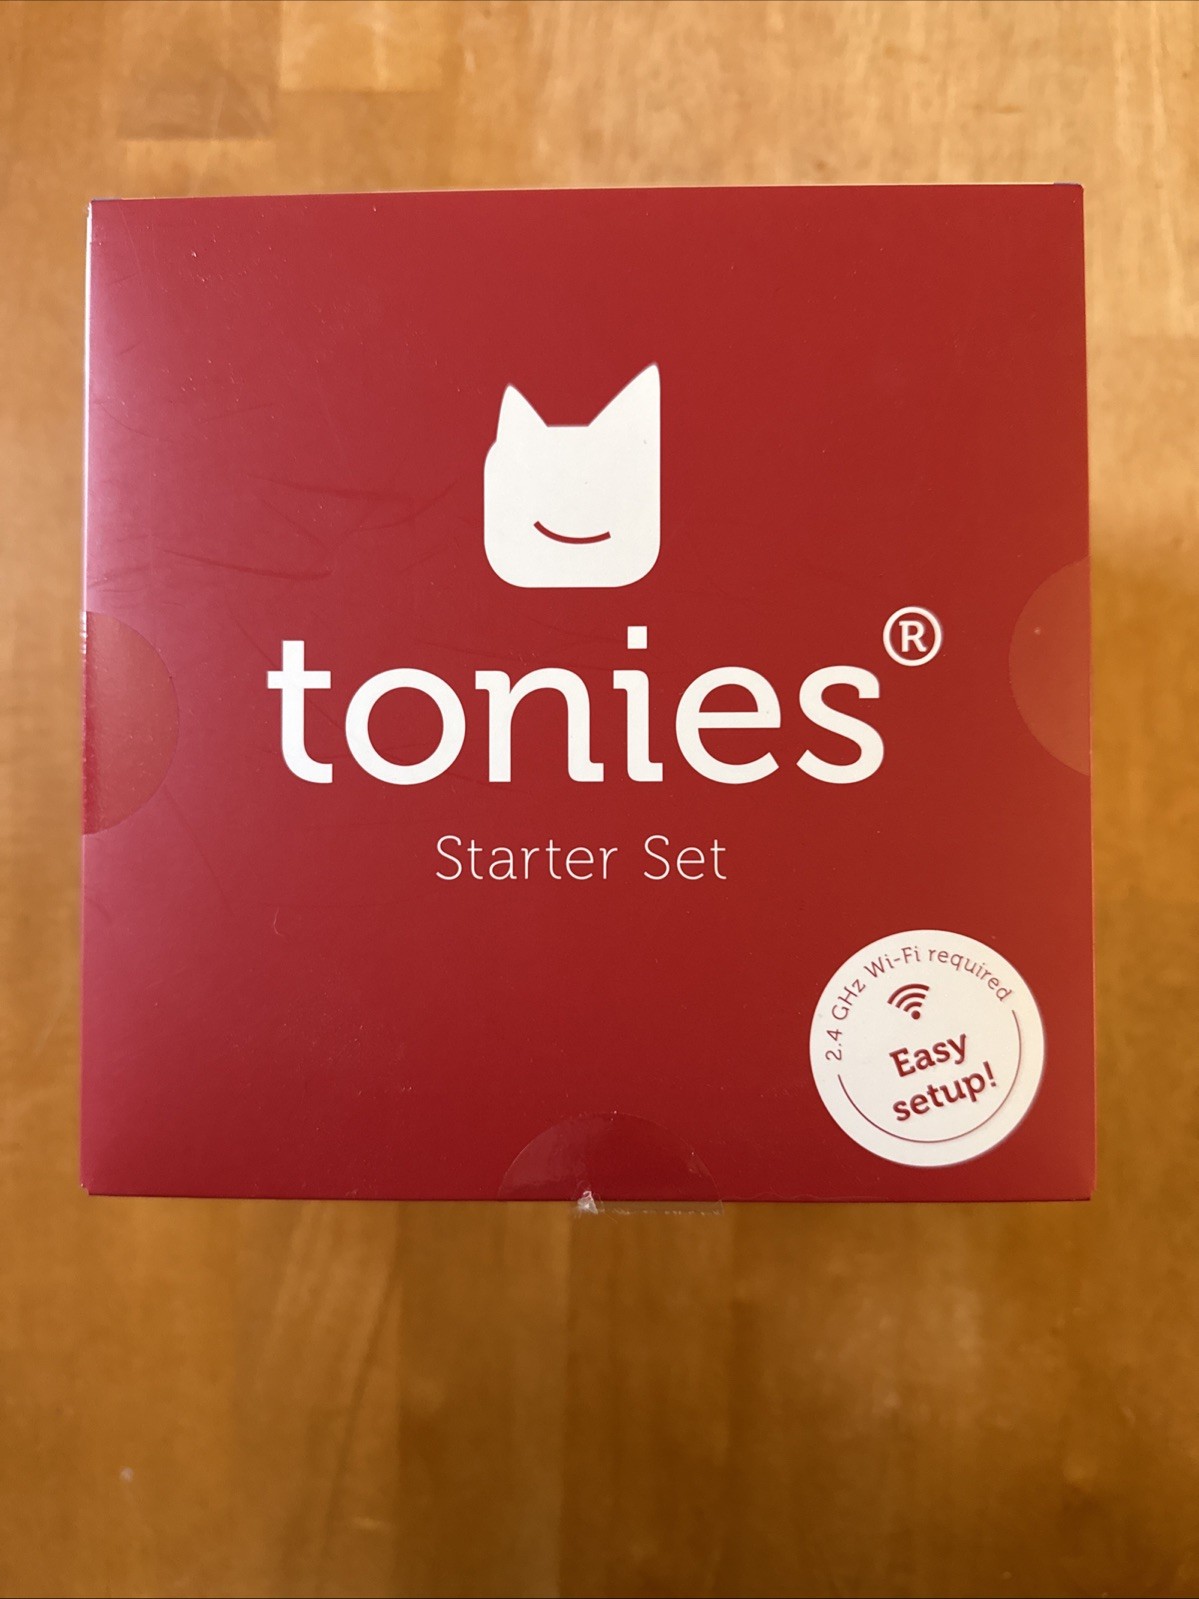 tonies®
Starter Set
2.4 GHz Wi-Fi required
Easy
setup!